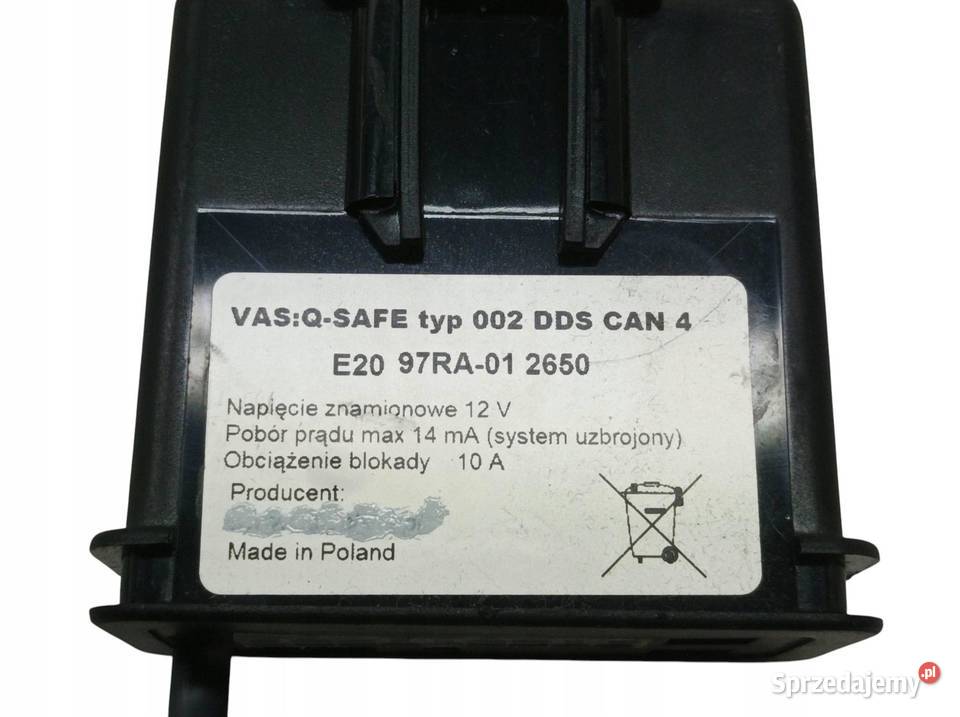 VAS:Q-SAFE typ 002 DDS CAN 4
E20 97RA-01 2650
Napięcie znamionowe 12 V
Pobór prądu max 14 mA (system uzbrojony)
Obciążenie blokady 10 A
Producent:
Made in Poland
Sprzedajemy.pl